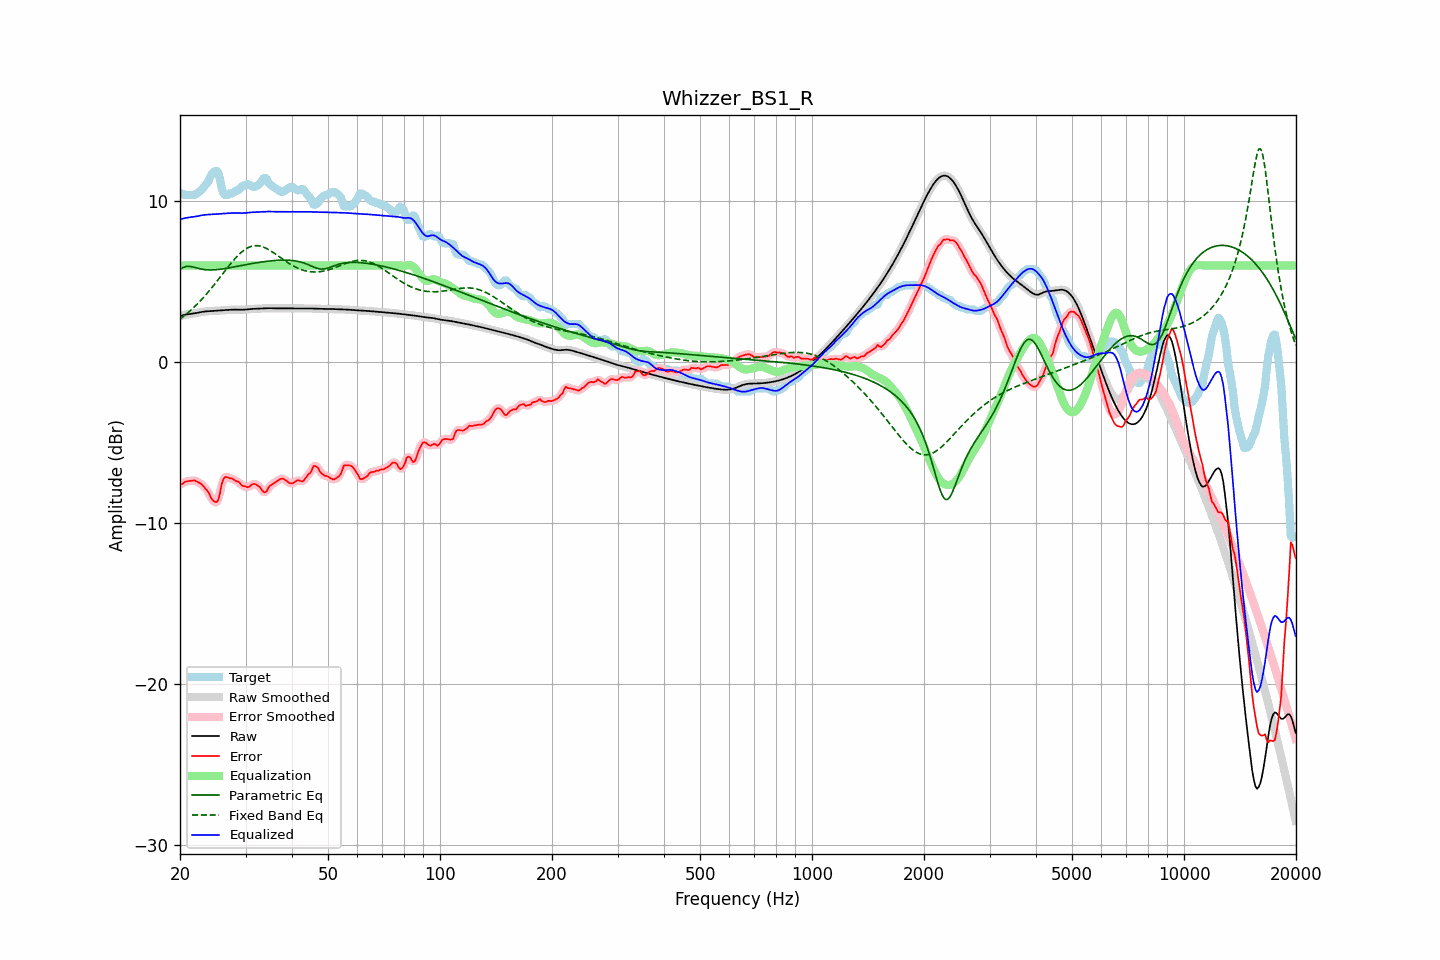 Whizzer_BS1_R
Amplitude (dBr)
10
0
−10
−20
−30
Target
Raw Smoothed
Error Smoothed
Raw
Error
Equalization
Parametric Eq
Fixed Band Eq
Equalized
20 50 100 200 500 1000 2000 5000 10000 20000
Frequency (Hz)